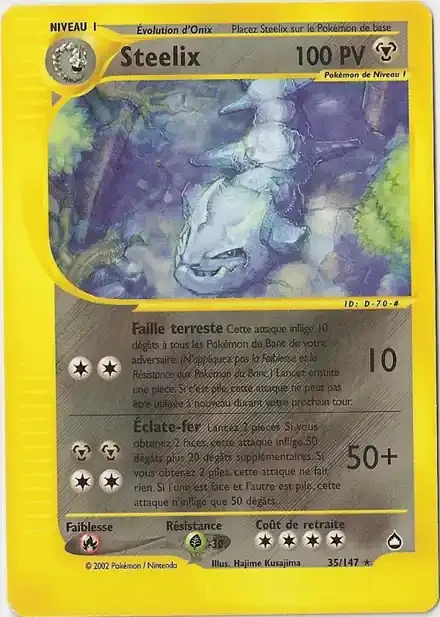 NIVEAU 1
Évolution d'Onix
Placez Steelix sur le Pokémon de base
Steelix
100 PV
Pokémon de Niveau 1
ID: D-70-#
Faille terreste Cette attaque inflige 10
dégâts à tous les Pokémon du Banc de votre
adversaire. (N'appliquez pas la Faiblesse et la
Résistance aux Pokémon du Banc.) Lancez ensuite
une pièce. Si c'est pile, cette attaque ne peut pas
être utilisée à nouveau durant votre prochain tour.
10
Éclate-fer Lancez 2 pièces. Si vous
obtenez 2 faces, cette attaque inflige 50
dégâts plus 20 dégâts supplémentaires. Si
vous obtenez 2 piles, cette attaque ne fait
rien. Si l'une est face et l'autre est pile, cette
attaque n'inflige que 50 dégâts.
50+
Faiblesse
Résistance
-30
Coût de retraite
© 2002 Pokémon / Nintendo
Illus. Hajime Kusajima
35/147 ★